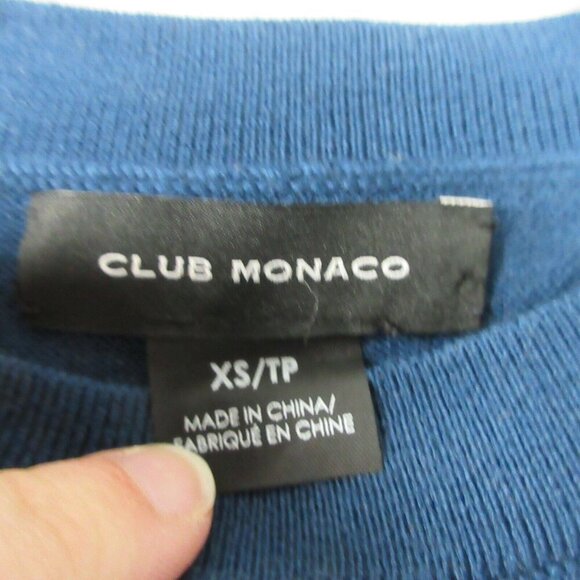 CLUB MONACO
XS/TP
MADE IN CHINA/
FABRIQUÉ EN CHINE